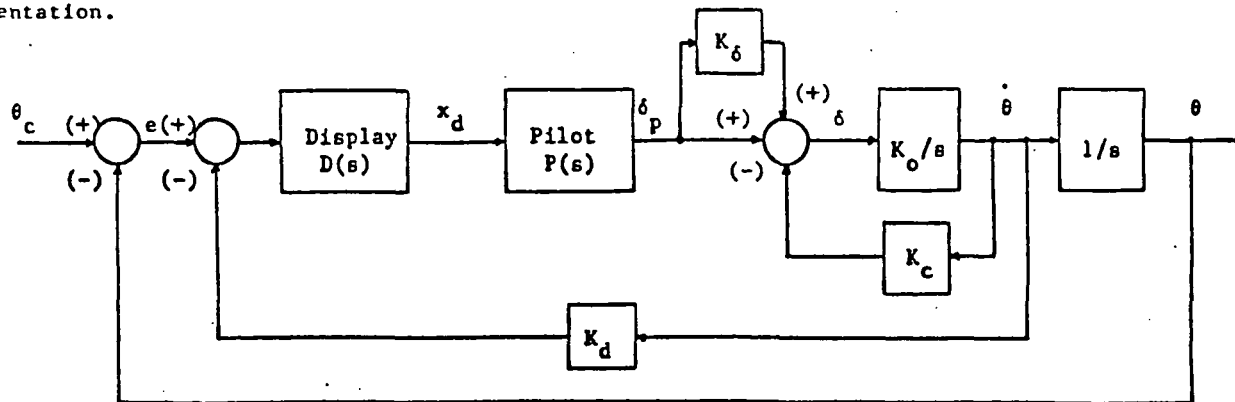 entation.
K_δ
θ_c
(+)
(-)
e(+)
(-)
Display
D(s)
x_d
Pilot
P(s)
δ_p
(+)
(+)
(-)
δ
K_o/s
θ̇
1/s
θ
K_c
K_d